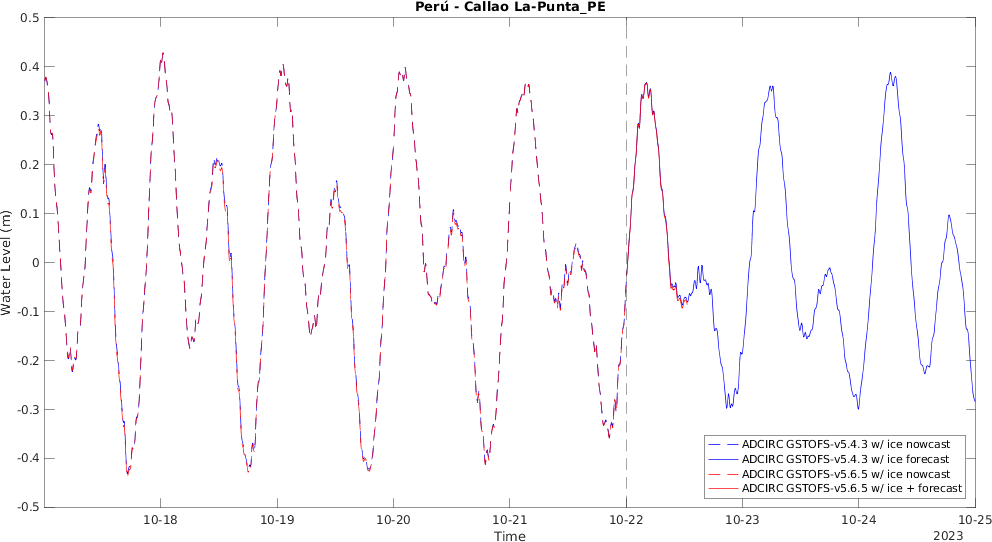 Perú - Callao La-Punta_PE
0.5
0.4
0.3
0.2
0.1
0
-0.1
-0.2
-0.3
-0.4
-0.5
Water Level (m)
10-18
10-19
10-20
10-21
10-22
10-23
10-24
10-25
Time
2023
ADCIRC GSTOFS-v5.4.3 w/ ice nowcast
ADCIRC GSTOFS-v5.4.3 w/ ice forecast
ADCIRC GSTOFS-v5.6.5 w/ ice nowcast
ADCIRC GSTOFS-v5.6.5 w/ ice + forecast